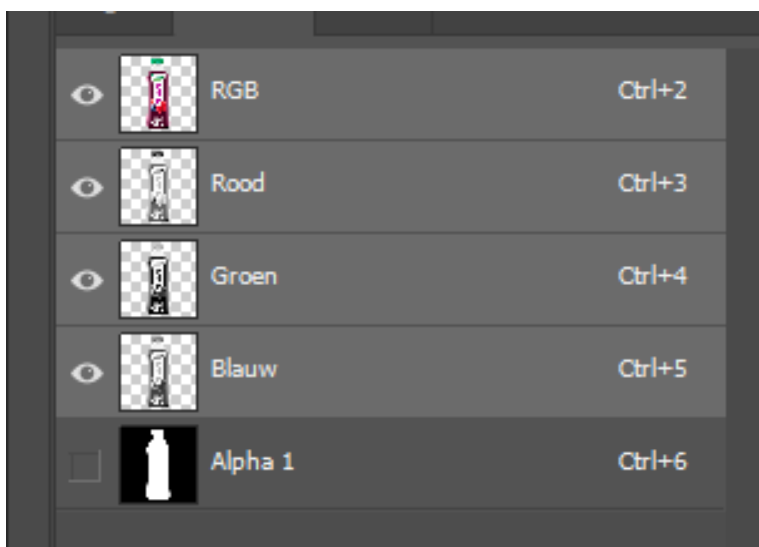 RGB Ctrl+2
Rood Ctrl+3
Groen Ctrl+4
Blauw Ctrl+5
Alpha 1 Ctrl+6